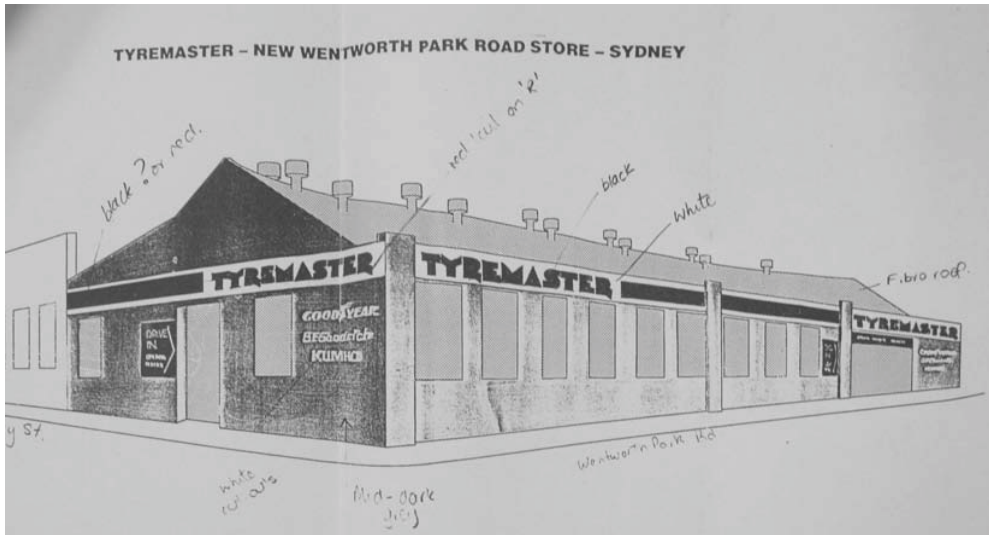 TYREMASTER – NEW WENTWORTH PARK ROAD STORE – SYDNEY
black ? or red.
red 'cut on 'R'
black
White
Fibro roof.
TYREMASTER
TYREMASTER
TYREMASTER
GOODYEAR
BFGoodrich
KUMHO
DRIVE
IN
y St.
Wentworth Park Rd
white
cut outs
Mid-dark
grey